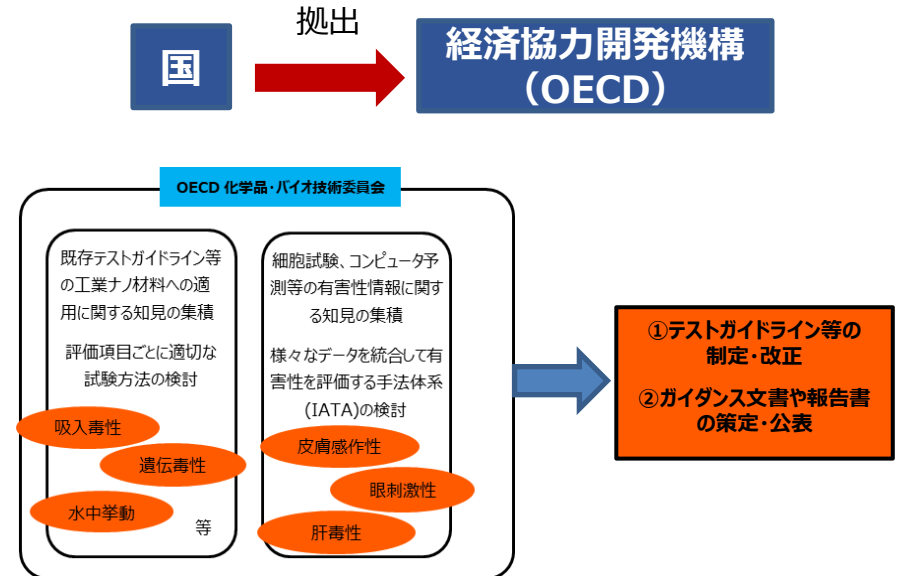 拠出
国
経済協力開発機構
（OECD）
OECD 化学品・バイオ技術委員会
既存テストガイドライン等
の工業ナノ材料への適
用に関する知見の集積
評価項目ごとに適切な
試験方法の検討
吸入毒性
遺伝毒性
水中挙動
等
細胞試験、コンピュータ予
測等の有害性情報に関す
る知見の集積
様々なデータを統合して有
害性を評価する手法体系
(IATA)の検討
皮膚感作性
眼刺激性
肝毒性
①テストガイドライン等の
制定・改正
②ガイダンス文書や報告書
の策定・公表